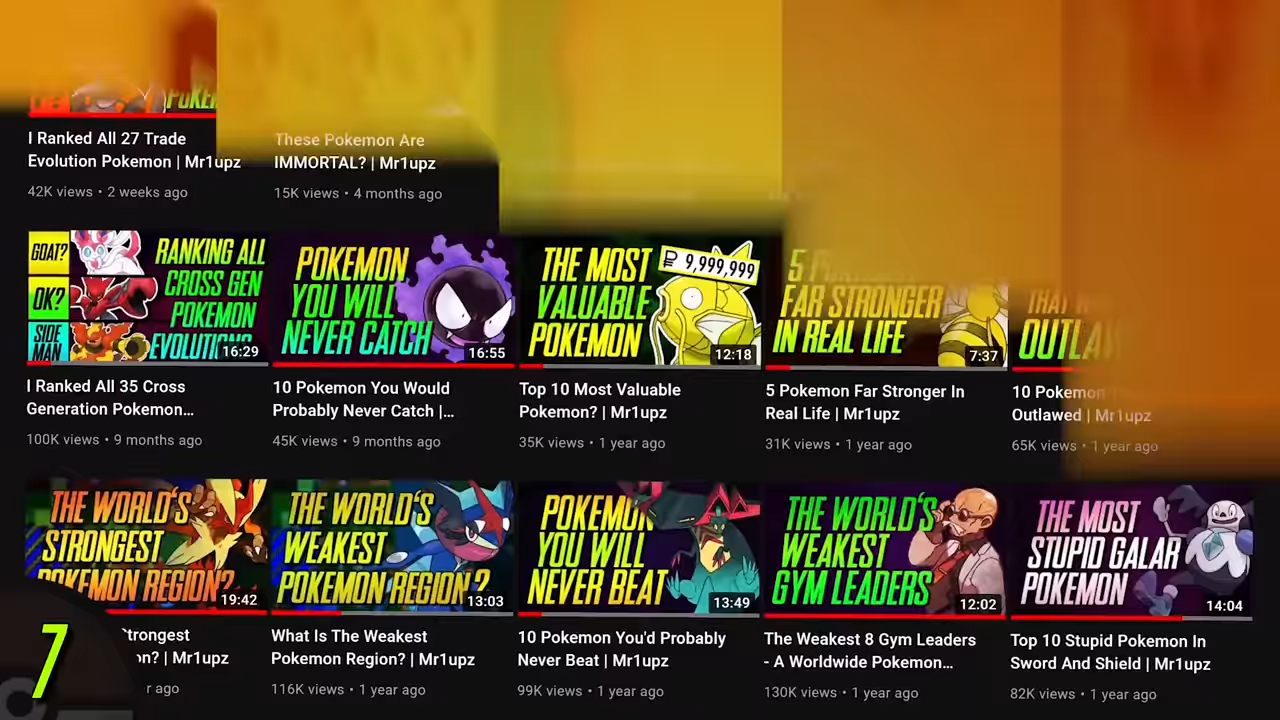 I Ranked All 27 Trade
Evolution Pokemon | Mr1upz
42K views • 2 weeks ago
These Pokemon Are
IMMORTAL? | Mr1upz
15K views • 4 months ago
GOAT?
OK?
SIDE
MAN
RANKING ALL
CROSS GEN
POKEMON
EVOLUTIONS
16:29
I Ranked All 35 Cross
Generation Pokemon...
100K views • 9 months ago
POKEMON
YOU WILL
NEVER CATCH
16:55
10 Pokemon You Would
Probably Never Catch |...
45K views • 9 months ago
THE MOST
VALUABLE
POKEMON
9,999,999
12:18
Top 10 Most Valuable
Pokemon? | Mr1upz
35K views • 1 year ago
5
FAR STRONGER
IN REAL LIFE
7:37
5 Pokemon Far Stronger In
Real Life | Mr1upz
31K views • 1 year ago
10 Pokemon
Outlawed | Mr1upz
65K views • 1 year ago
THE WORLD'S
STRONGEST
POKEMON REGION?
19:42
trongest
on? | Mr1upz
r ago
THE WORLD'S
WEAKEST
POKEMON REGION?
13:03
What Is The Weakest
Pokemon Region? | Mr1upz
116K views • 1 year ago
POKEMON
YOU WILL
NEVER BEAT
13:49
10 Pokemon You'd Probably
Never Beat | Mr1upz
99K views • 1 year ago
THE WORLD'S
WEAKEST
GYM LEADERS
12:02
The Weakest 8 Gym Leaders
- A Worldwide Pokemon...
130K views • 1 year ago
THE MOST
STUPID GALAR
POKEMON
14:04
Top 10 Stupid Pokemon In
Sword And Shield | Mr1upz
82K views • 1 year ago
7